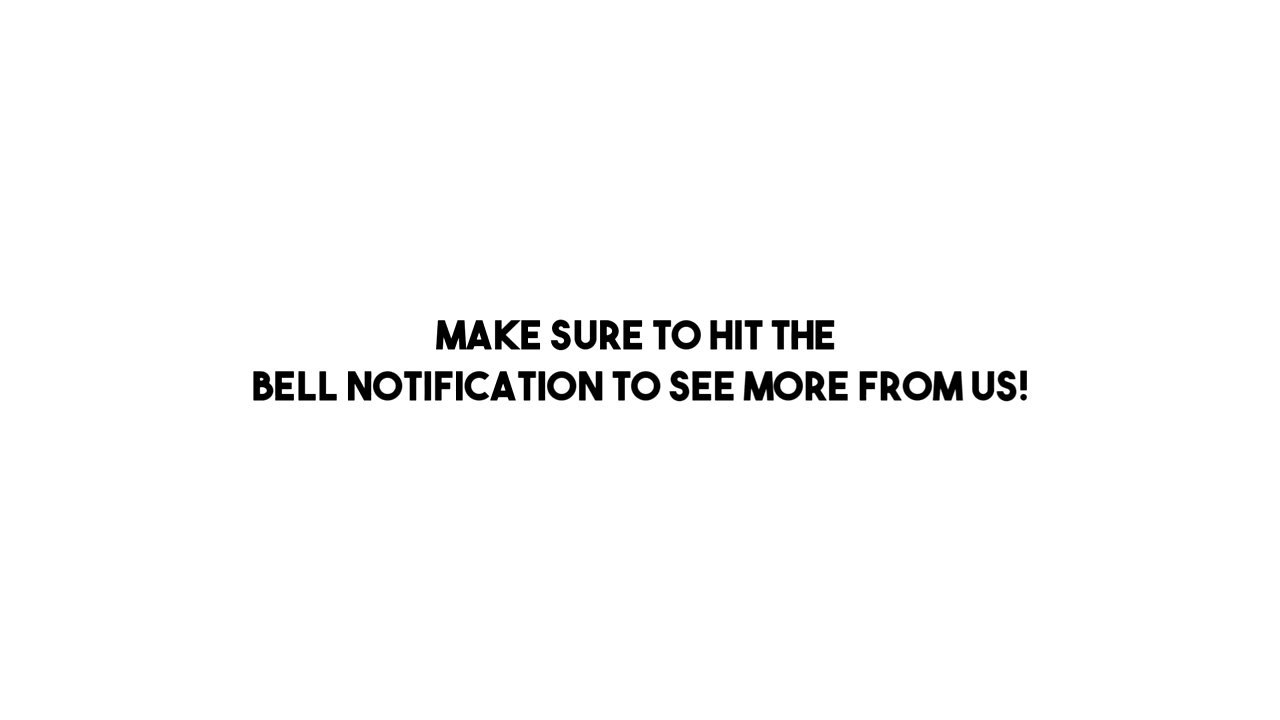 MAKE SURE TO HIT THE
BELL NOTIFICATION TO SEE MORE FROM US!